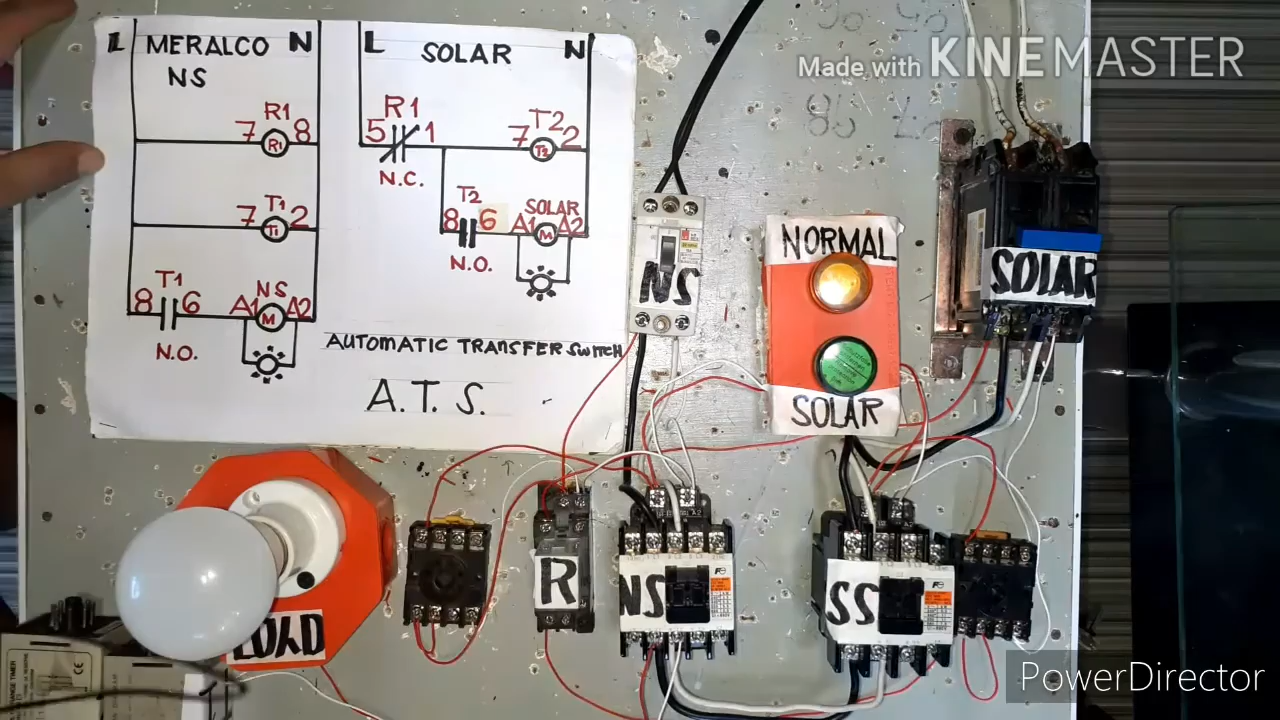 L MERALCO N
NS
R1
7 R1 8
T1
7 T1 2
T1
8 6
N.O.
NS
A1 M A2
L SOLAR N
R1
5 1
N.C.
T2
7 T2 2
T2
8 6
N.O.
SOLAR
A1 M A2
AUTOMATIC TRANSFER SWITCH
A.T.S.
Made with KINEMASTER
NS
NORMAL
SOLAR
SOLAR
LOAD
R
NS
SS
PowerDirector